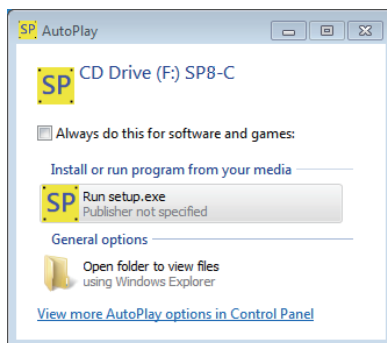 SP AutoPlay
SP CD Drive (F:) SP8-C
Always do this for software and games:
Install or run program from your media
SP Run setup.exe
Publisher not specified
General options
Open folder to view files
using Windows Explorer
View more AutoPlay options in Control Panel